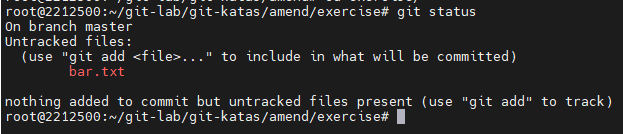 root@2212500:~/git-lab/git-katas/amend/exercise# git status
On branch master
Untracked files:
  (use "git add <file>..." to include in what will be committed)
        bar.txt

nothing added to commit but untracked files present (use "git add" to track)
root@2212500:~/git-lab/git-katas/amend/exercise#